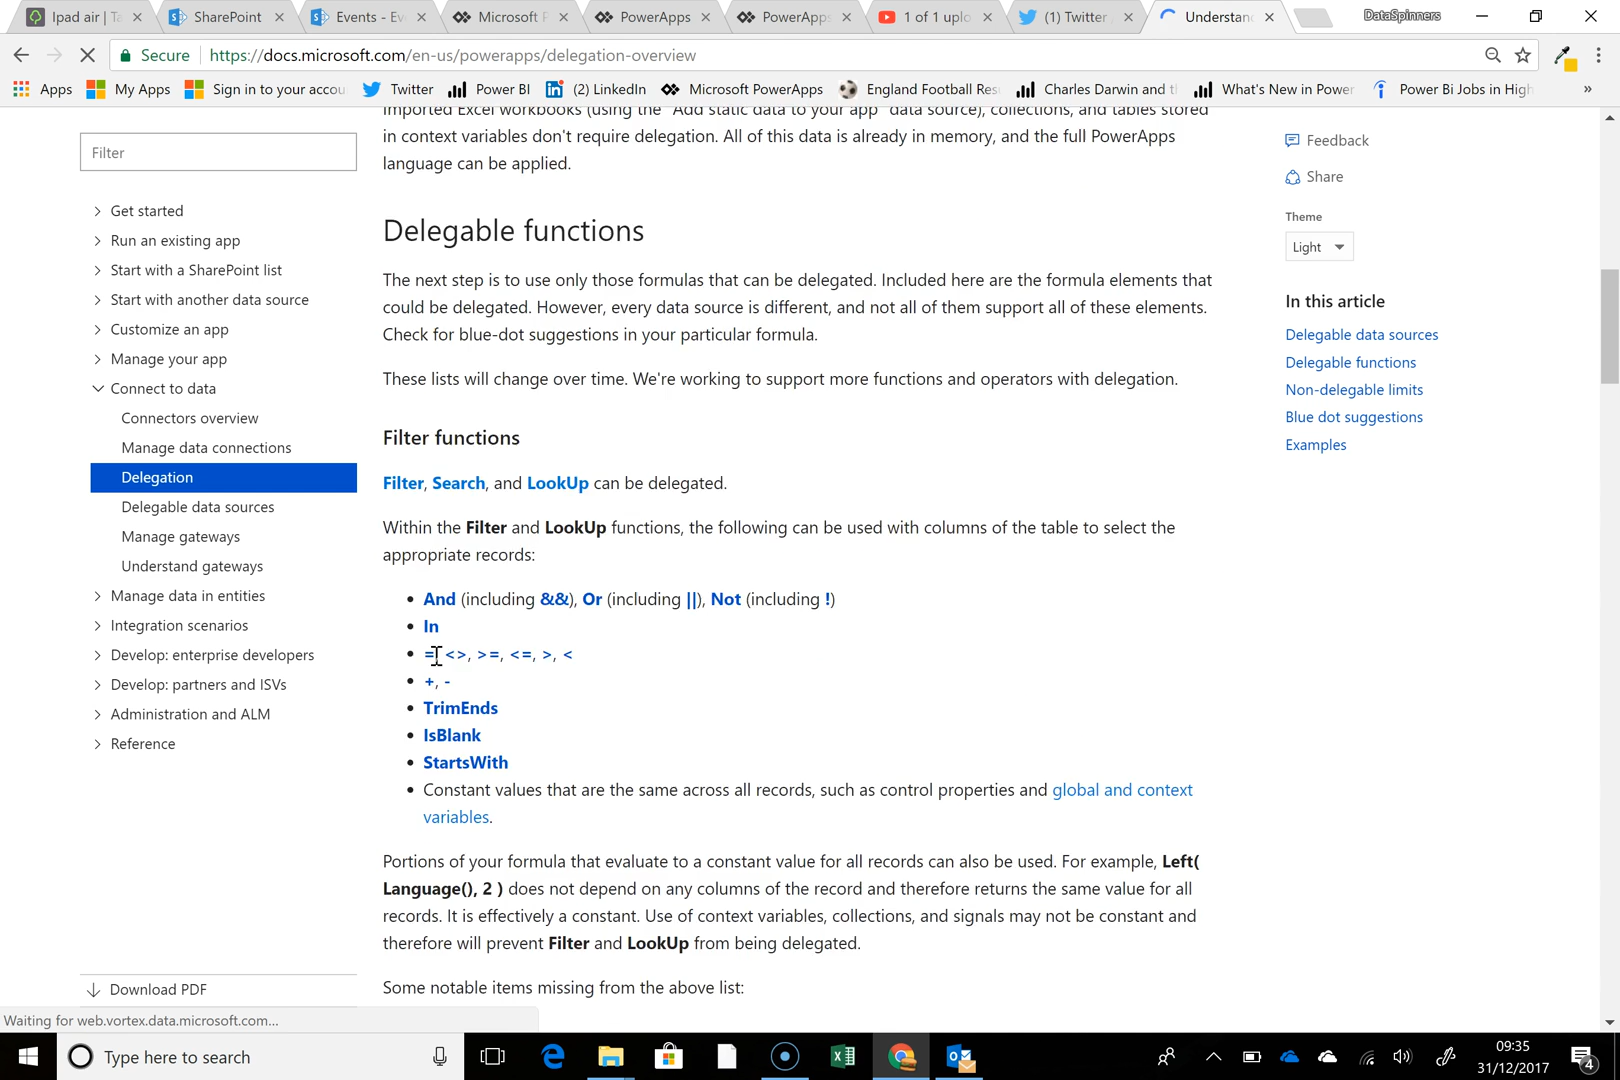 Ipad air | Ta
SharePoint
Events - Eve
Microsoft P
PowerApps
PowerApps
1 of 1 uplo
(1) Twitter
Understand
DataSpinners
Secure
https://docs.microsoft.com/en-us/powerapps/delegation-overview
Apps
My Apps
Sign in to your accou
Twitter
Power BI
(2) LinkedIn
Microsoft PowerApps
England Football Res
Charles Darwin and t
What's New in Power
Power Bi Jobs in High
»
Imported Excel workbooks (using the "Add static data to your app" data source), collections, and tables stored
in context variables don't require delegation. All of this data is already in memory, and the full PowerApps
language can be applied.
Filter
Get started
Run an existing app
Start with a SharePoint list
Start with another data source
Customize an app
Manage your app
Connect to data
Connectors overview
Manage data connections
Delegation
Delegable data sources
Manage gateways
Understand gateways
Manage data in entities
Integration scenarios
Develop: enterprise developers
Develop: partners and ISVs
Administration and ALM
Reference
Download PDF
Delegable functions
The next step is to use only those formulas that can be delegated. Included here are the formula elements that
could be delegated. However, every data source is different, and not all of them support all of these elements.
Check for blue-dot suggestions in your particular formula.
These lists will change over time. We're working to support more functions and operators with delegation.
Filter functions
Filter, Search, and LookUp can be delegated.
Within the Filter and LookUp functions, the following can be used with columns of the table to select the
appropriate records:
• And (including &&), Or (including ||), Not (including !)
• In
• =, <>, >=, <=, >, <
• +, -
• TrimEnds
• IsBlank
• StartsWith
• Constant values that are the same across all records, such as control properties and global and context
variables.
Portions of your formula that evaluate to a constant value for all records can also be used. For example, Left(
Language(), 2 ) does not depend on any columns of the record and therefore returns the same value for all
records. It is effectively a constant. Use of context variables, collections, and signals may not be constant and
therefore will prevent Filter and LookUp from being delegated.
Some notable items missing from the above list:
Feedback
Share
Theme
Light
In this article
Delegable data sources
Delegable functions
Non-delegable limits
Blue dot suggestions
Examples
Waiting for web.vortex.data.microsoft.com...
Type here to search
09:35
31/12/2017
4